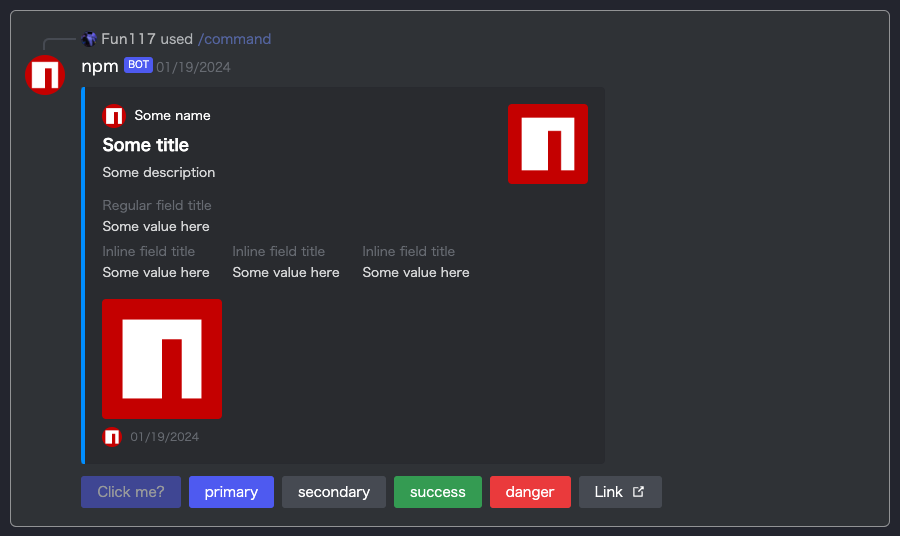 Fun117 used /command
npm BOT 01/19/2024
Some name
Some title
Some description
Regular field title
Some value here
Inline field title Inline field title Inline field title
Some value here Some value here Some value here
01/19/2024
Click me? primary secondary success danger Link